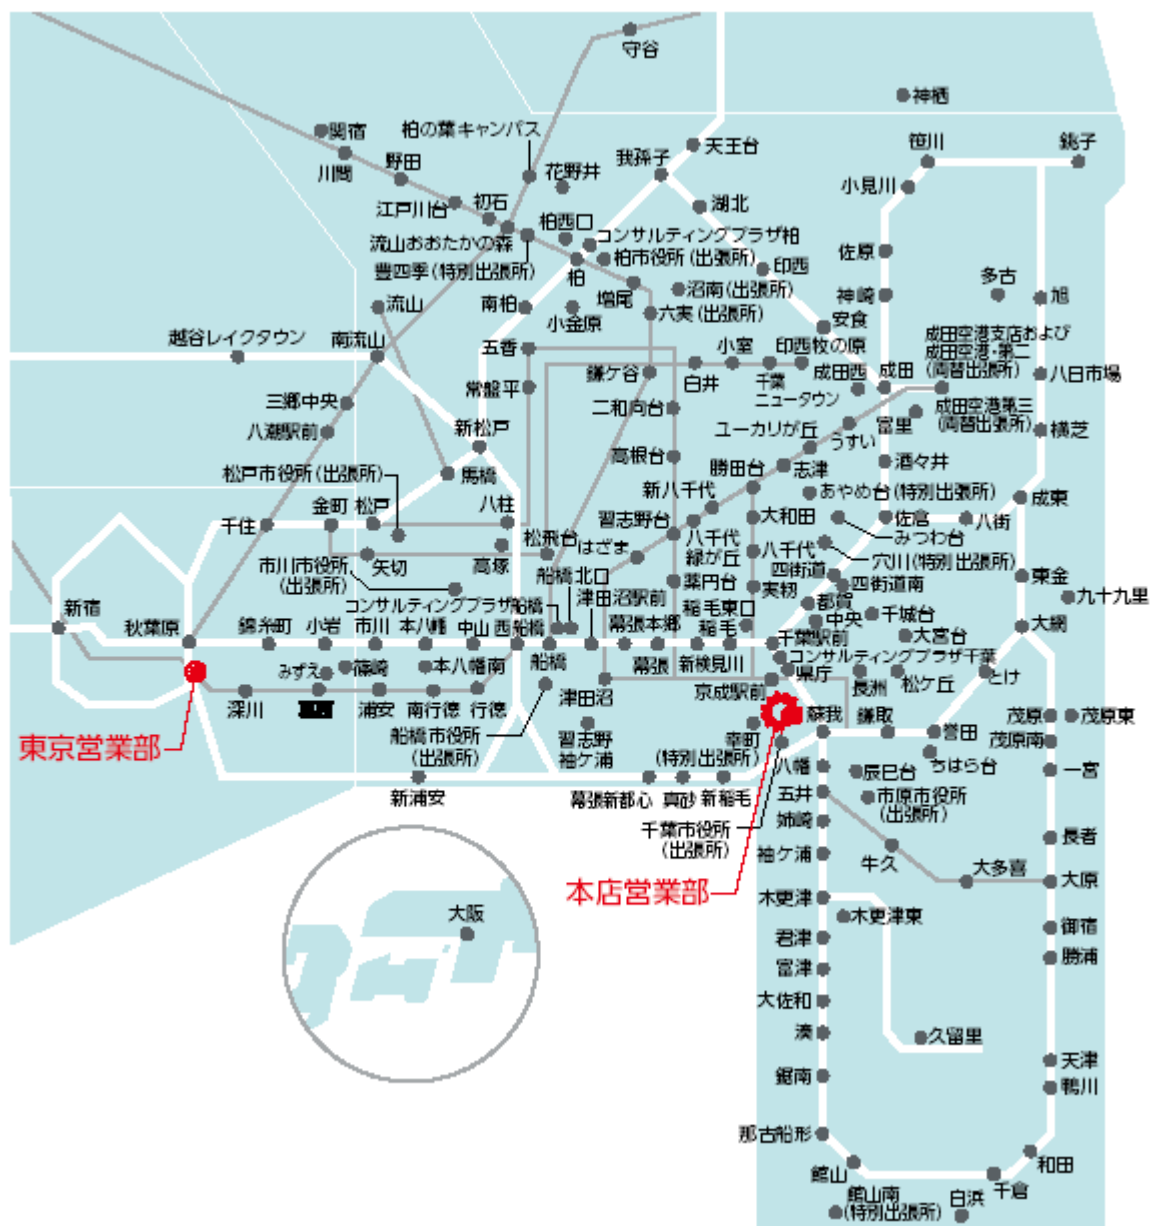 守谷
神栖
関宿
柏の葉キャンパス
天王台
笹川
銚子
川間
野田
花野井
我孫子
小見川
江戸川台
初石
湖北
柏西口
コンサルティングプラザ柏
流山おおたかの森
柏市役所(出張所)
佐原
豊四季(特別出張所)
柏
印西
多古
流山
南柏
増尾
沼南(出張所)
神崎
旭
小金原
六実(出張所)
安食
越谷レイクタウン
南流山
五香
小室
印西牧の原
成田空港支店および
成田空港・第二
(両替出張所)
鎌ケ谷
白井
千葉
ニュータウン
成田西
成田
八日市場
常盤平
三郷中央
二和向台
成田空港第三
(両替出張所)
八潮駅前
新松戸
ユーカリが丘
うすい
富里
横芝
松戸市役所(出張所)
馬橋
高根台
勝田台
志津
酒々井
あやめ台(特別出張所)
成東
金町
松戸
八柱
新八千代
千住
松飛台
習志野台
大和田
佐倉
八街
みつわ台
市川市役所
(出張所)
矢切
高塚
はざま
八千代
緑が丘
八千代
穴川(特別出張所)
船橋北口
津田沼駅前
薬円台
実籾
四街道
四街道南
東金
九十九里
新宿
コンサルティングプラザ船橋
稲毛東口
都賀
千城台
秋葉原
錦糸町
小岩
市川
本八幡
中山
西船橋
船橋
幕張本郷
幕張
新検見川
稲毛
中央
千葉駅前
大宮台
大網
みずえ
篠崎
本八幡南
コンサルティングプラザ千葉
県庁
京成駅前
長洲
松ケ丘
とけ
深川
浦安
南行徳
行徳
津田沼
東京営業部
船橋市役所
(出張所)
習志野
袖ケ浦
幸町
(特別出張所)
蘇我
鎌取
誉田
茂原
茂原東
茂原南
ちはら台
八幡
辰巳台
一宮
新浦安
幕張新都心
真砂
新稲毛
五井
市原市役所
(出張所)
千葉市役所
(出張所)
姉崎
長者
牛久
袖ケ浦
大多喜
大原
本店営業部
木更津
木更津東
御宿
大阪
君津
勝浦
富津
大佐和
湊
久留里
天津
鋸南
鴨川
那古船形
館山
和田
館山南
(特別出張所)
白浜
千倉